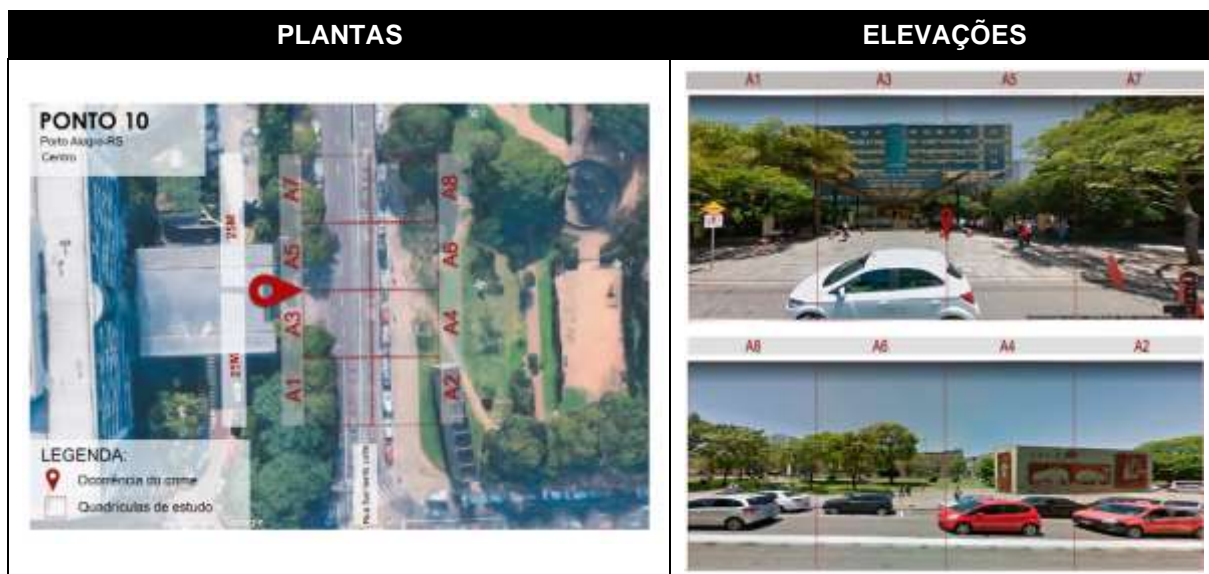 PLANTAS
ELEVAÇÕES
PONTO 10
Porto Alegre-RS
Centro
25M
25M
A7
A5
A3
A1
A8
A6
A4
A2
LEGENDA:
Ocorrência do crime
Quadrículas de estudo
A1 A3 A5 A7
A8 A6 A4 A2